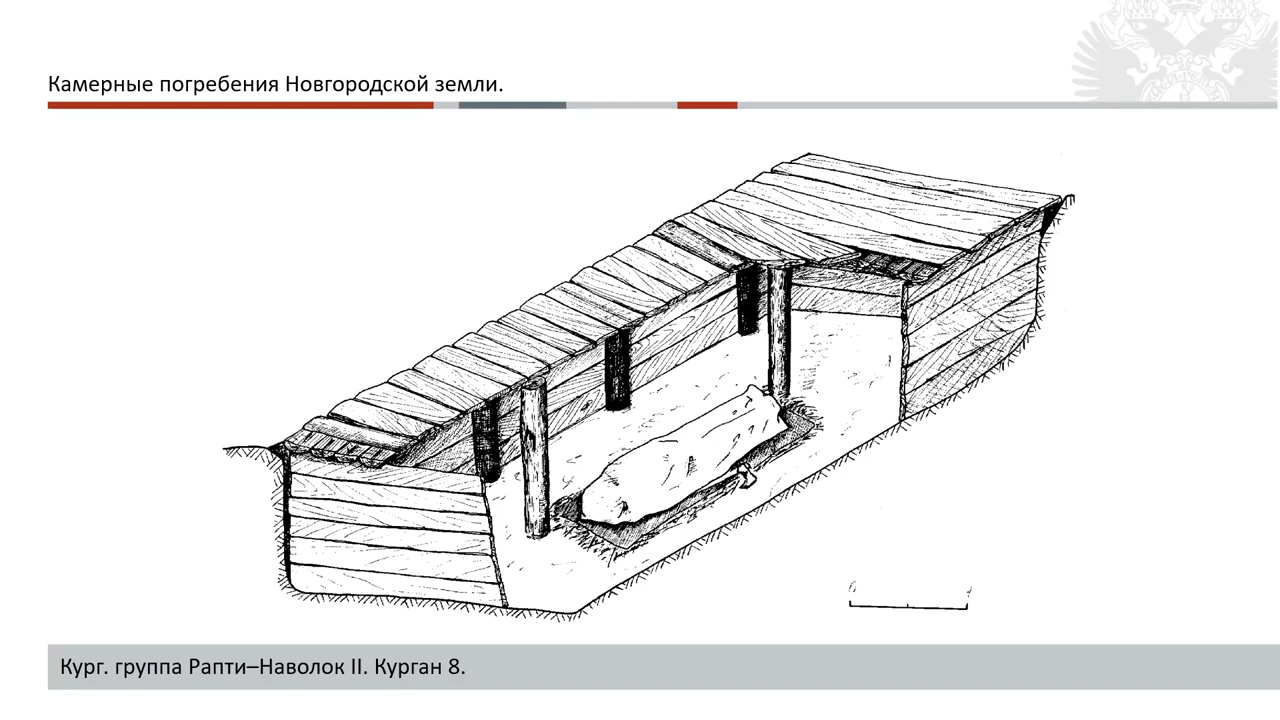 Камерные погребения Новгородской земли.
Кург. группа Рапти–Наволок II. Курган 8.